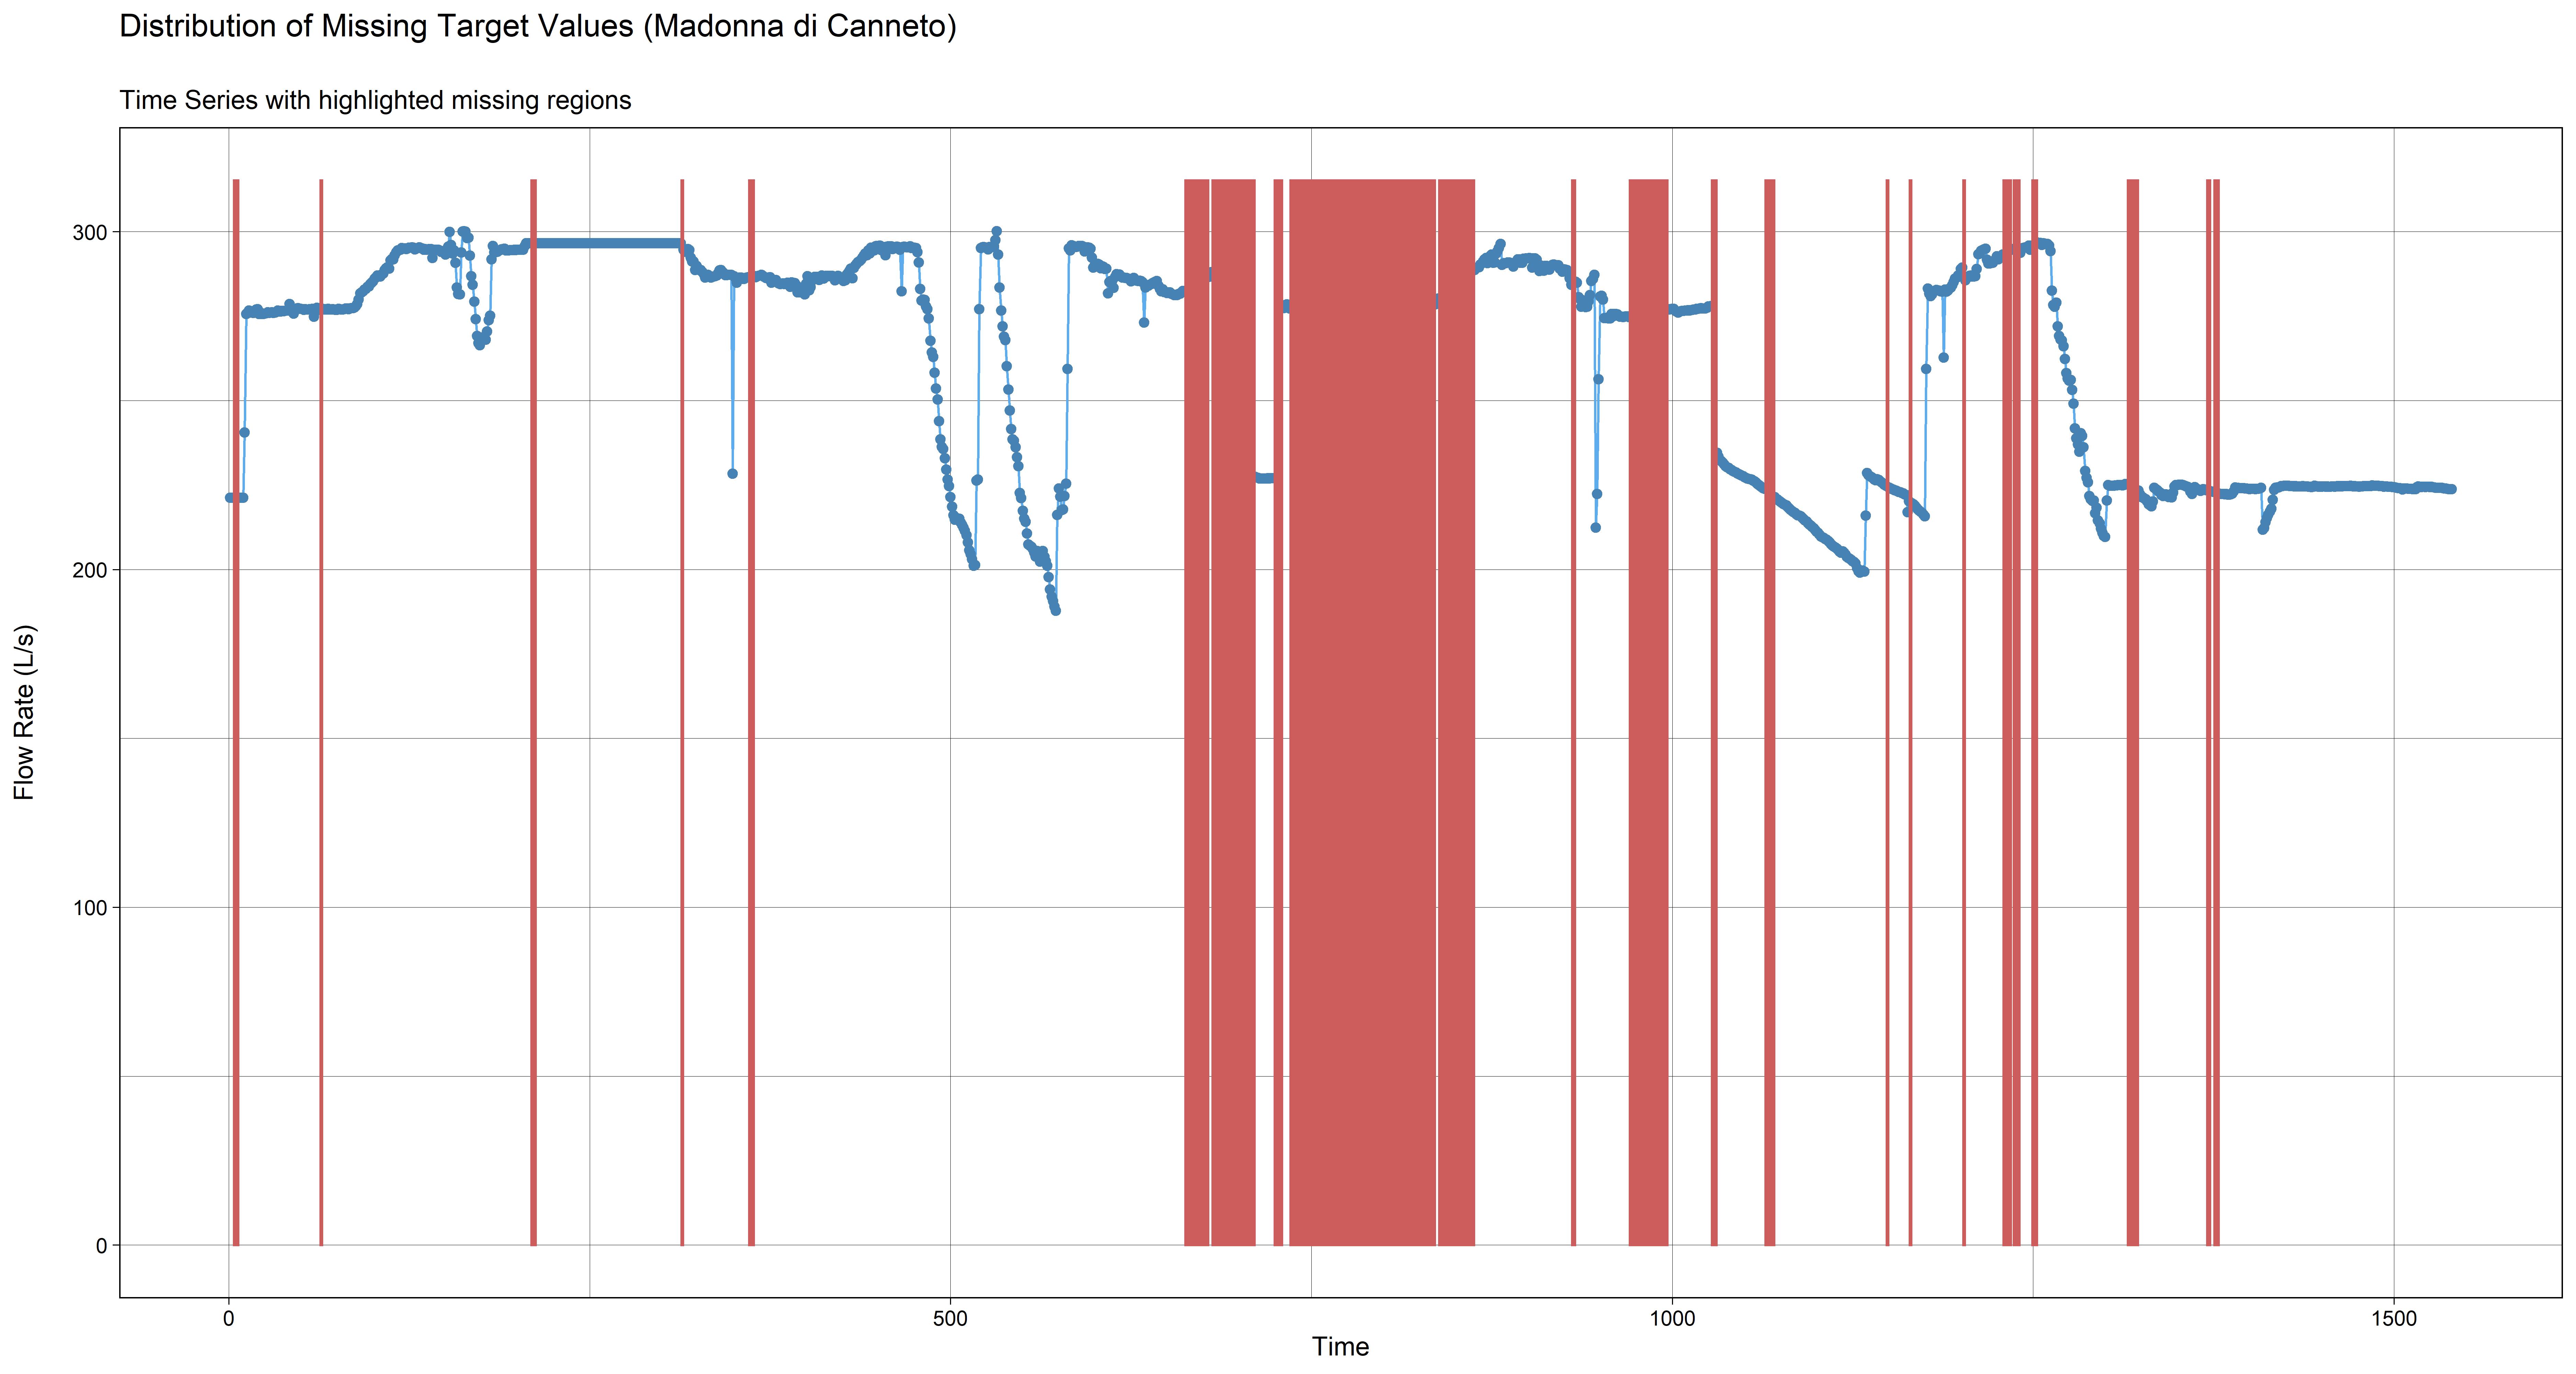 Distribution of Missing Target Values (Madonna di Canneto)
Time Series with highlighted missing regions
Flow Rate (L/s)
300
200
100
0
0 500 1000 1500
Time